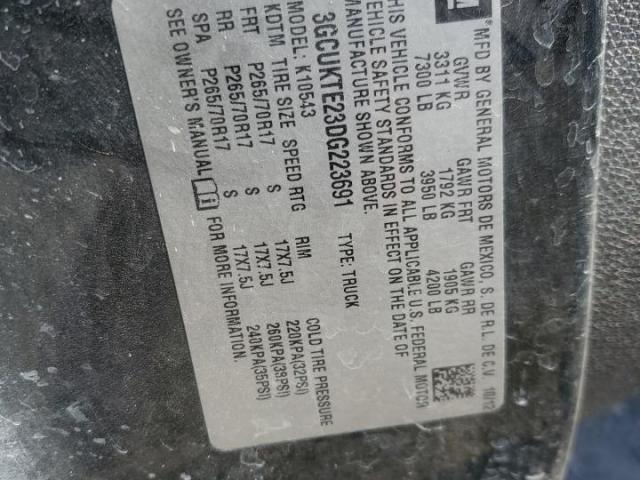 GM ® MFD BY GENERAL MOTORS DE MEXICO, S. DE R.L. DE C.V 10/12
GVWR GAWR FRT GAWR RR
3311 KG 1792 KG 1905 KG
7300 LB 3950 LB 4200 LB
THIS VEHICLE CONFORMS TO ALL APPLICABLE U.S. FEDERAL MOTOR
VEHICLE SAFETY STANDARDS IN EFFECT ON THE DATE OF
MANUFACTURE SHOWN ABOVE.
3GCUKTE23DG223691 TYPE: TRUCK
MODEL: K10543
KDTM TIRE SIZE SPEED RTG RIM COLD TIRE PRESSURE
FRT P265/70R17 S 17X7.5J 220KPA(32PSI)
RR P265/70R17 S 17X7.5J 260KPA(38PSI)
SPA P265/70R17 S 17X7.5J 240KPA(35PSI)
SEE OWNER'S MANUAL FOR MORE INFORMATION.